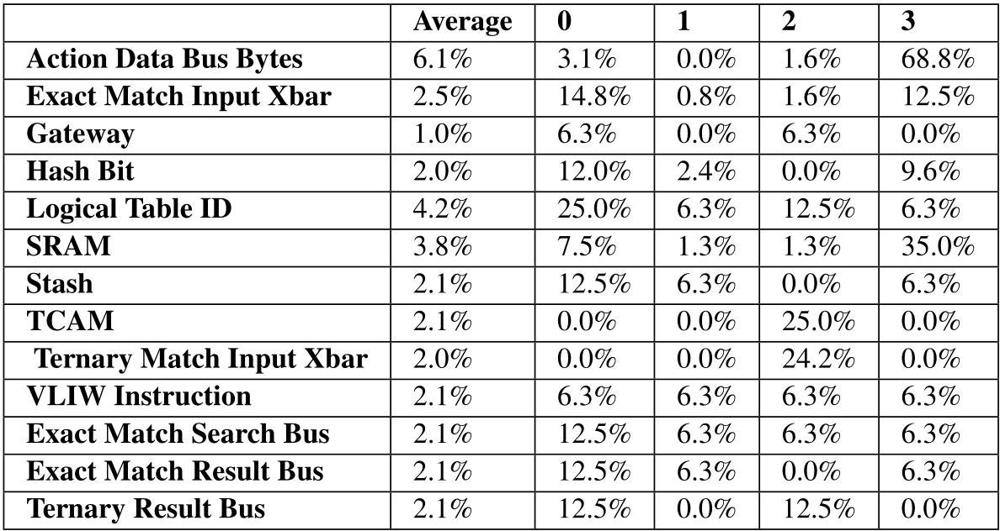 Average 0 1 2 3
Action Data Bus Bytes 6.1% 3.1% 0.0% 1.6% 68.8%
Exact Match Input Xbar 2.5% 14.8% 0.8% 1.6% 12.5%
Gateway 1.0% 6.3% 0.0% 6.3% 0.0%
Hash Bit 2.0% 12.0% 2.4% 0.0% 9.6%
Logical Table ID 4.2% 25.0% 6.3% 12.5% 6.3%
SRAM 3.8% 7.5% 1.3% 1.3% 35.0%
Stash 2.1% 12.5% 6.3% 0.0% 6.3%
TCAM 2.1% 0.0% 0.0% 25.0% 0.0%
Ternary Match Input Xbar 2.0% 0.0% 0.0% 24.2% 0.0%
VLIW Instruction 2.1% 6.3% 6.3% 6.3% 6.3%
Exact Match Search Bus 2.1% 12.5% 6.3% 6.3% 6.3%
Exact Match Result Bus 2.1% 12.5% 6.3% 0.0% 6.3%
Ternary Result Bus 2.1% 12.5% 0.0% 12.5% 0.0%